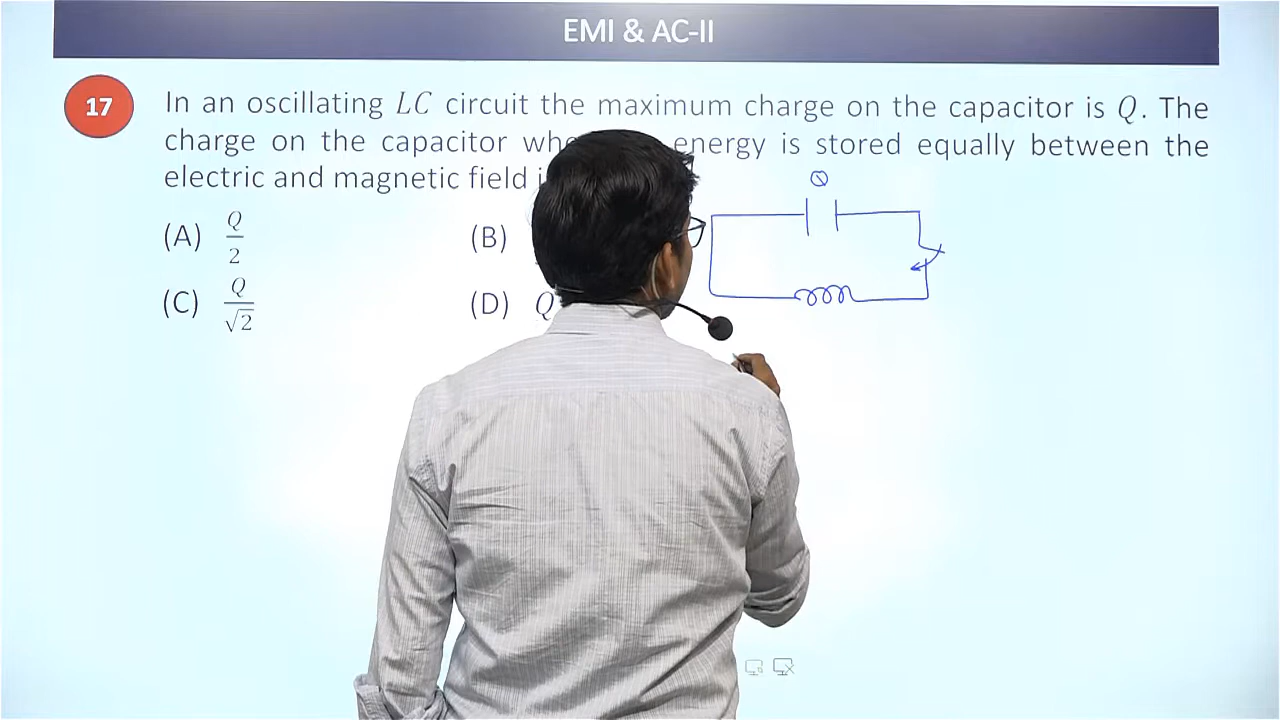 EMI & AC-II
17
In an oscillating LC circuit the maximum charge on the capacitor is Q. The
charge on the capacitor energy is stored equally between the
electric and magnetic field
(A) Q/2
(B)
(C) Q/√2
(D) Q
Q